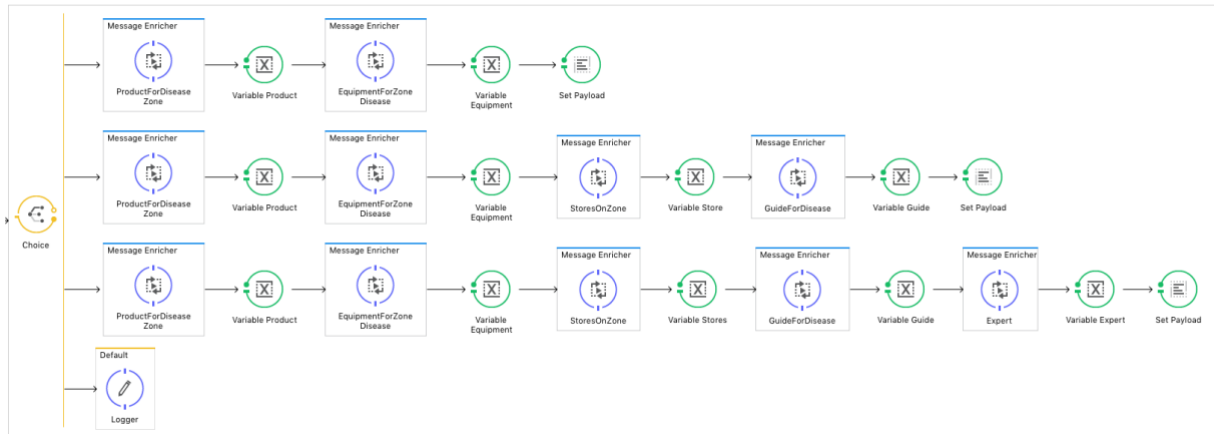 Message Enricher
Message Enricher
ProductForDisease
Zone
Variable Product
EquipmentForZone
Disease
Variable
Equipment
Set Payload
Message Enricher
Message Enricher
Message Enricher
Message Enricher
ProductForDisease
Zone
Variable Product
EquipmentForZone
Disease
Variable
Equipment
StoresOnZone
Variable Store
GuideForDisease
Variable Guide
Set Payload
Choice
Message Enricher
Message Enricher
Message Enricher
Message Enricher
Message Enricher
ProductForDisease
Zone
Variable Product
EquipmentForZone
Disease
Variable
Equipment
StoresOnZone
Variable Stores
GuideForDisease
Variable Guide
Expert
Variable Expert
Set Payload
Default
Logger